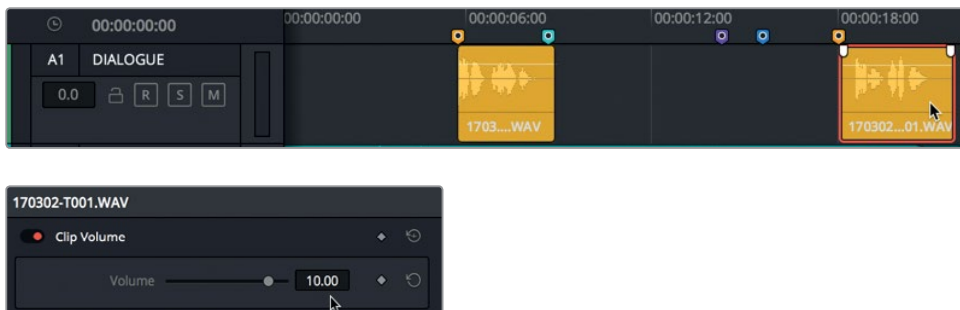 00:00:00:00 00:00:00:00 00:00:06:00 00:00:12:00 00:00:18:00
A1 DIALOGUE
0.0 R S M
1703....WAV 170302...01.WAV
170302-T001.WAV
Clip Volume
Volume 10.00